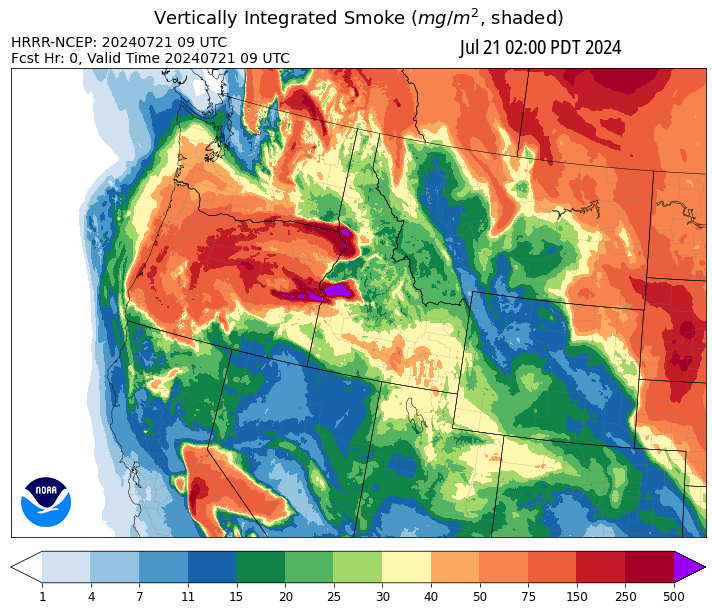 Vertically Integrated Smoke (mg/m², shaded)
HRRR-NCEP: 20240721 09 UTC
Jul 21 02:00 PDT 2024
Fcst Hr: 0, Valid Time 20240721 09 UTC
NOAA
1 4 7 11 15 20 25 30 40 50 75 150 250 500